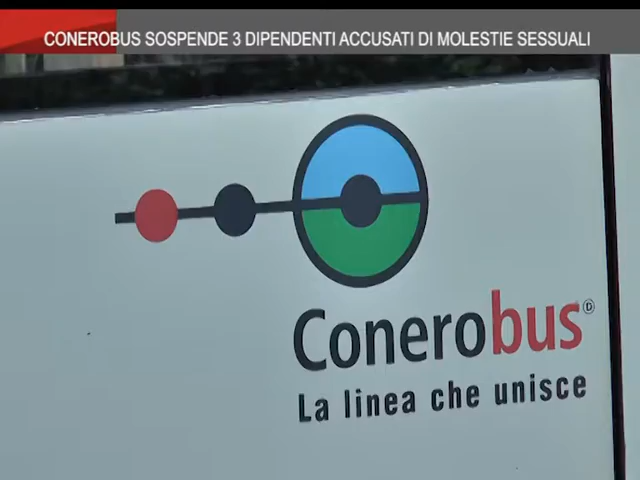 CONEROBUS SOSPENDE 3 DIPENDENTI ACCUSATI DI MOLESTIE SESSUALI
Conerobus©
La linea che unisce